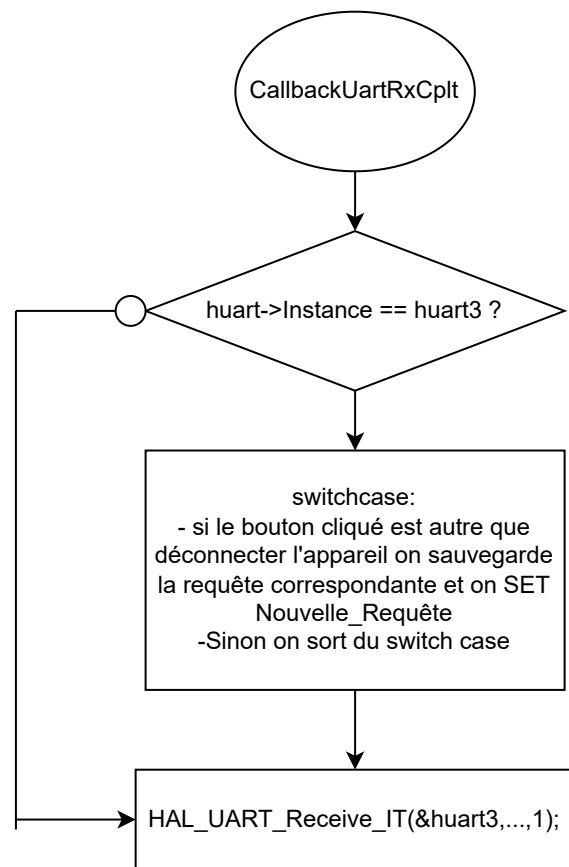 CallbackUartRxCplt
huart->Instance == huart3 ?
switchcase:
- si le bouton cliqué est autre que
déconnecter l'appareil on sauvegarde
la requête correspondante et on SET
Nouvelle_Requête
-Sinon on sort du switch case
HAL_UART_Receive_IT(&huart3,...,1);